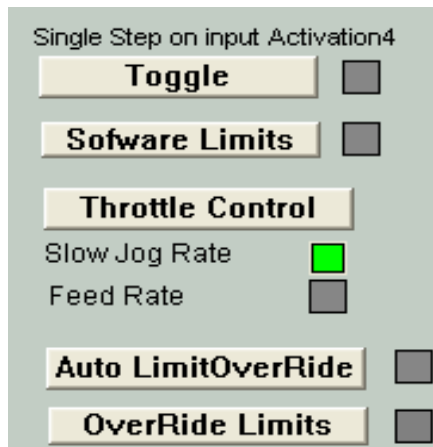 Single Step on input Activation4
Toggle
Sofware Limits
Throttle Control
Slow Jog Rate
Feed Rate
Auto LimitOverRide
OverRide Limits